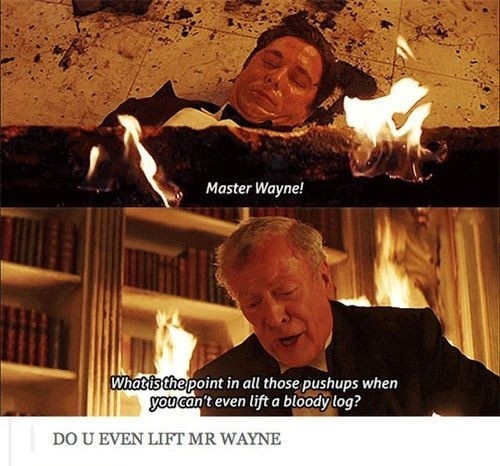 Master Wayne!
What is the point in all those pushups when
you can't even lift a bloody log?
DO U EVEN LIFT MR WAYNE